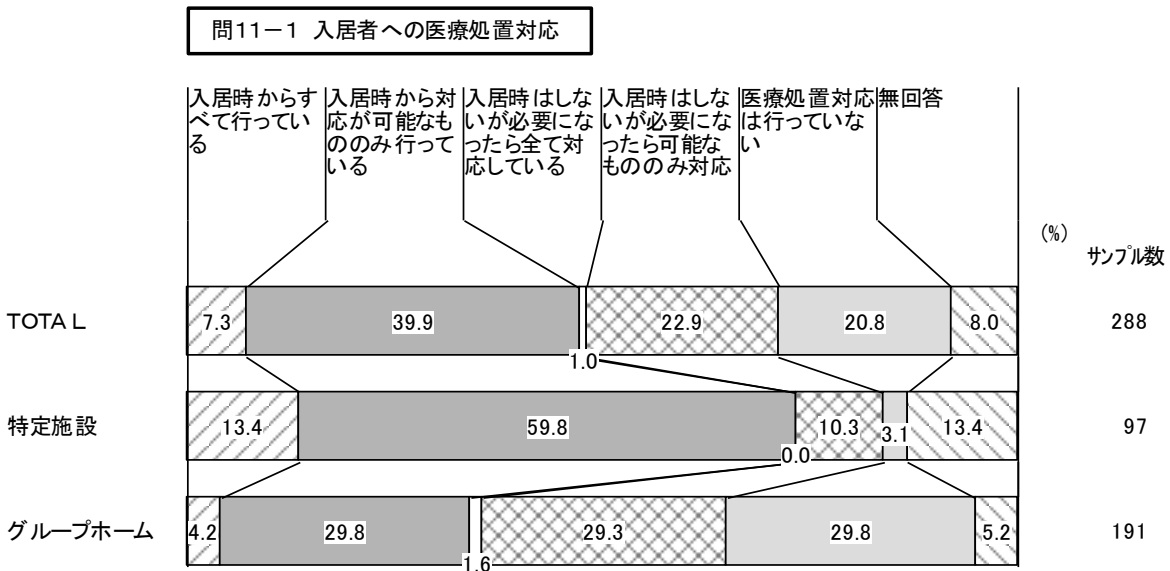 問11－1 入居者への医療処置対応
入居時からす
べて行ってい
る
入居時から対
応が可能なも
ののみ行って
いる
入居時はしな
いが必要にな
ったら全て対
応している
入居時はしな
いが必要にな
ったら可能な
もののみ対応
医療処置対応
は行っていな
い
無回答
(%)
サンプル数
TOTAL
7.3
39.9
1.0
22.9
20.8
8.0
288
特定施設
13.4
59.8
0.0
10.3
3.1
13.4
97
グループホーム
4.2
29.8
1.6
29.3
29.8
5.2
191